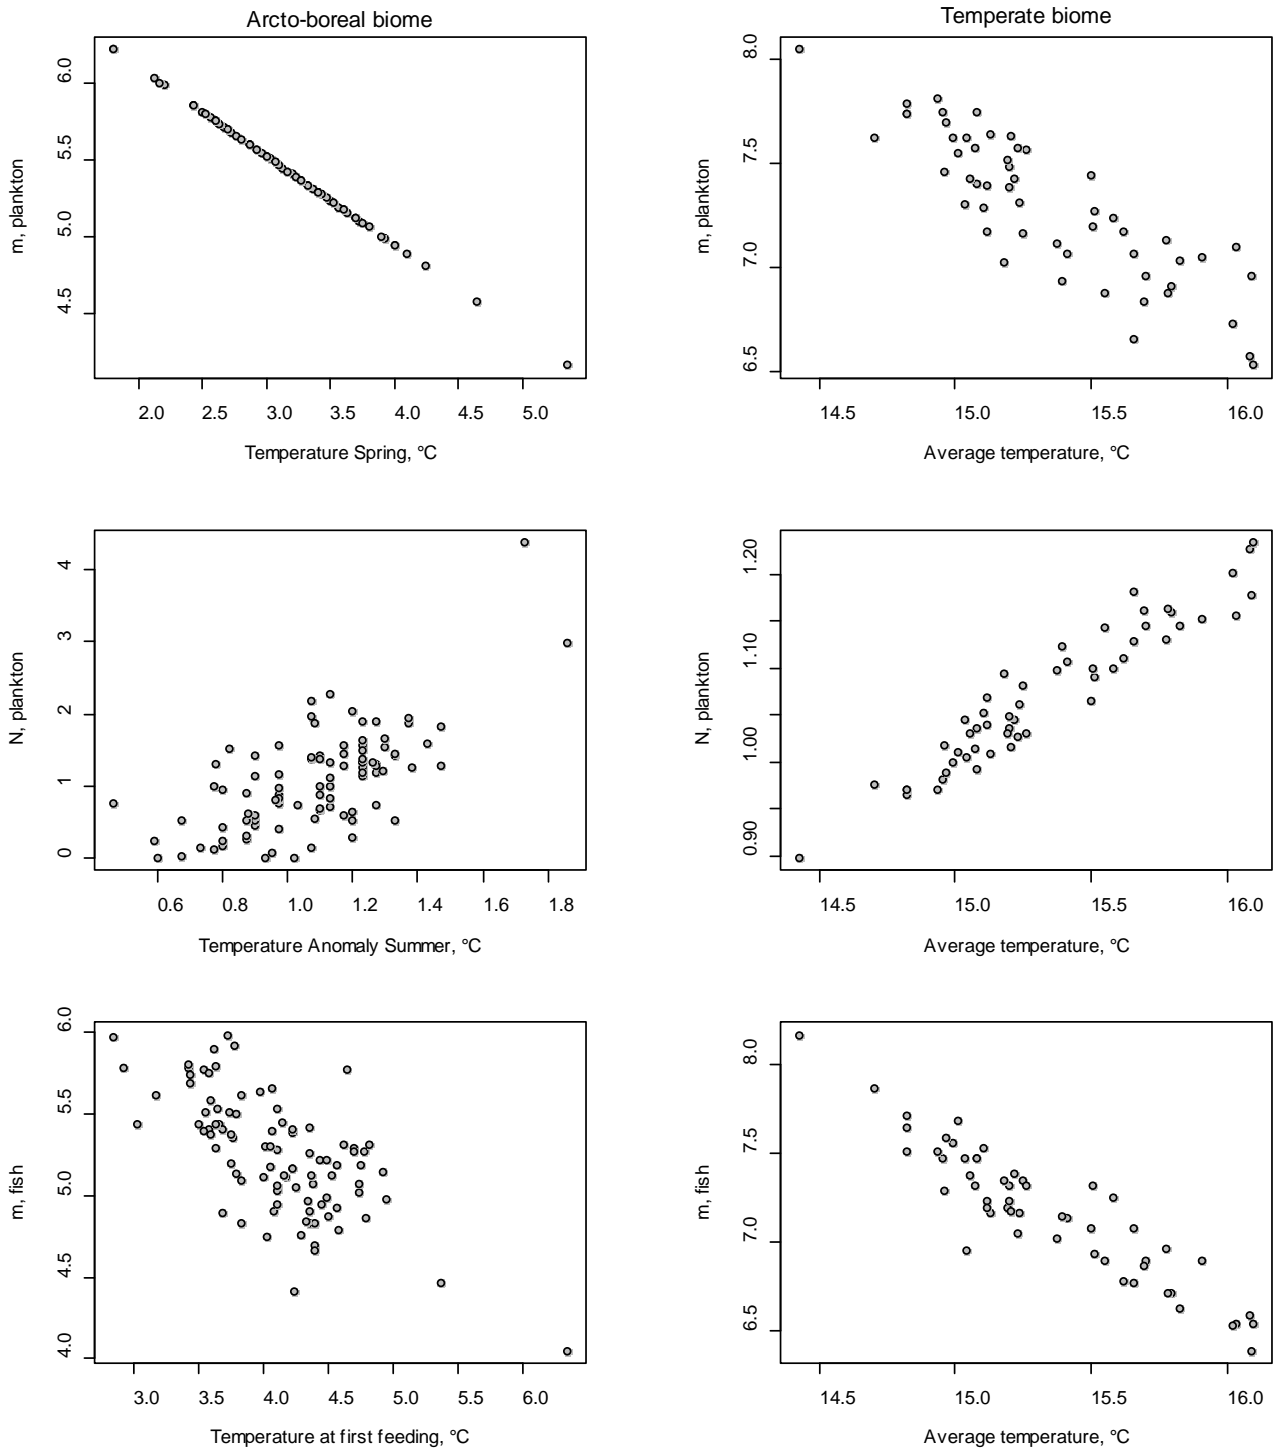 Arcto-boreal biome
m, plankton
6.0
5.5
5.0
4.5
2.0 2.5 3.0 3.5 4.0 4.5 5.0
Temperature Spring, °C
Temperate biome
m, plankton
8.0
7.5
7.0
6.5
14.5 15.0 15.5 16.0
Average temperature, °C
N, plankton
4
3
2
1
0
0.6 0.8 1.0 1.2 1.4 1.6 1.8
Temperature Anomaly Summer, °C
N, plankton
1.20
1.10
1.00
0.90
14.5 15.0 15.5 16.0
Average temperature, °C
m, fish
6.0
5.5
5.0
4.5
4.0
3.0 3.5 4.0 4.5 5.0 5.5 6.0
Temperature at first feeding, °C
m, fish
8.0
7.5
7.0
6.5
14.5 15.0 15.5 16.0
Average temperature, °C